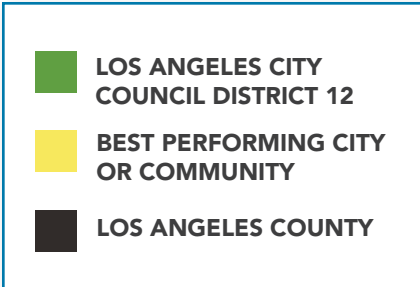 LOS ANGELES CITY
COUNCIL DISTRICT 12
BEST PERFORMING CITY
OR COMMUNITY
LOS ANGELES COUNTY